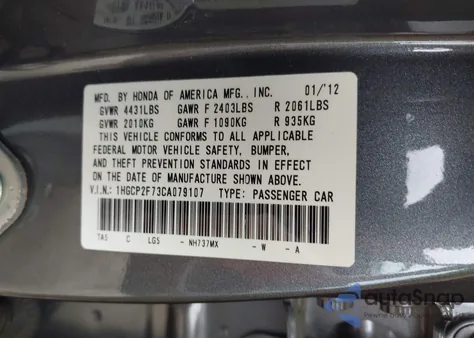 MFD. BY HONDA OF AMERICA MFG., INC. 01/'12
GVWR 4431LBS GAWR F 2403LBS R 2061LBS
GVWR 2010KG GAWR F 1090KG R 935KG
THIS VEHICLE CONFORMS TO ALL APPLICABLE
FEDERAL MOTOR VEHICLE SAFETY, BUMPER,
AND THEFT PREVENTION STANDARDS IN EFFECT
ON THE DATE OF MANUFACTURE SHOWN ABOVE.
V.I.N.: 1HGCP2F73CA079107 TYPE: PASSENGER CAR
TA5 C LG5 - NH737MX - W - A
AutaSnap